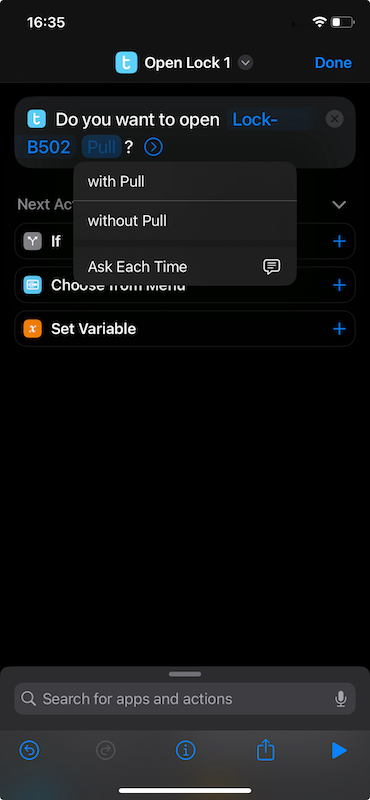 16:35
Open Lock 1
Done
Do you want to open Lock-
B502 Pull ?
with Pull
Next Ac
without Pull
If
Ask Each Time
Choose from Menu
Set Variable
Search for apps and actions